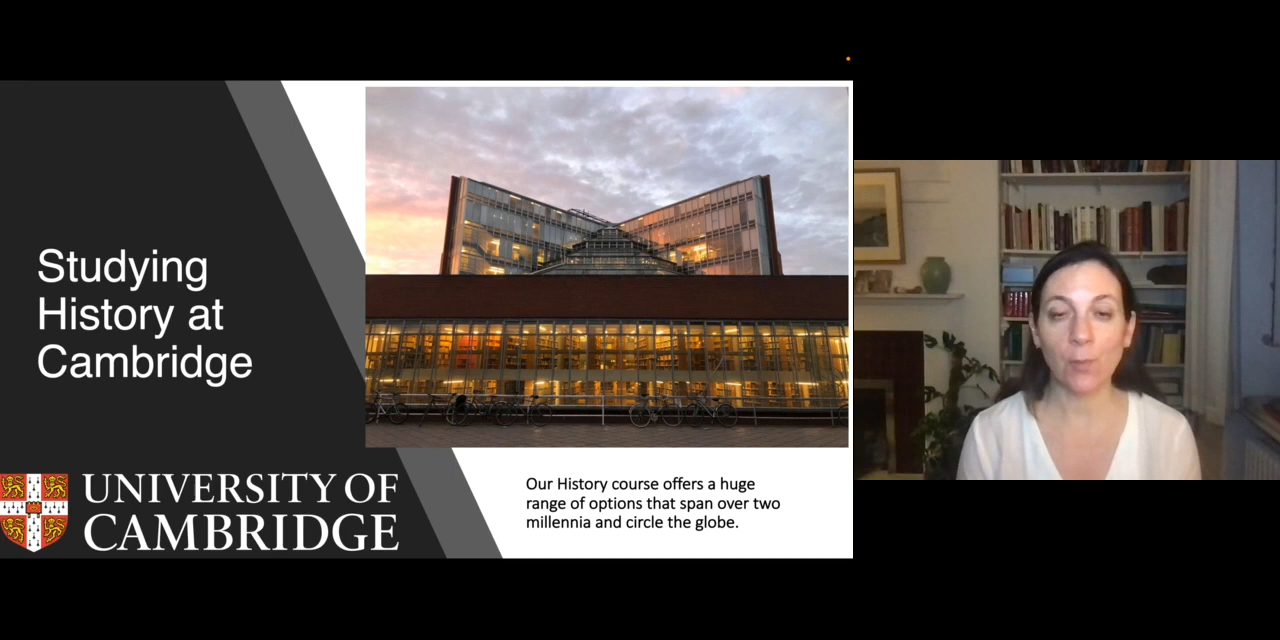 Studying
History at
Cambridge
UNIVERSITY OF
CAMBRIDGE
Our History course offers a huge
range of options that span over two
millennia and circle the globe.